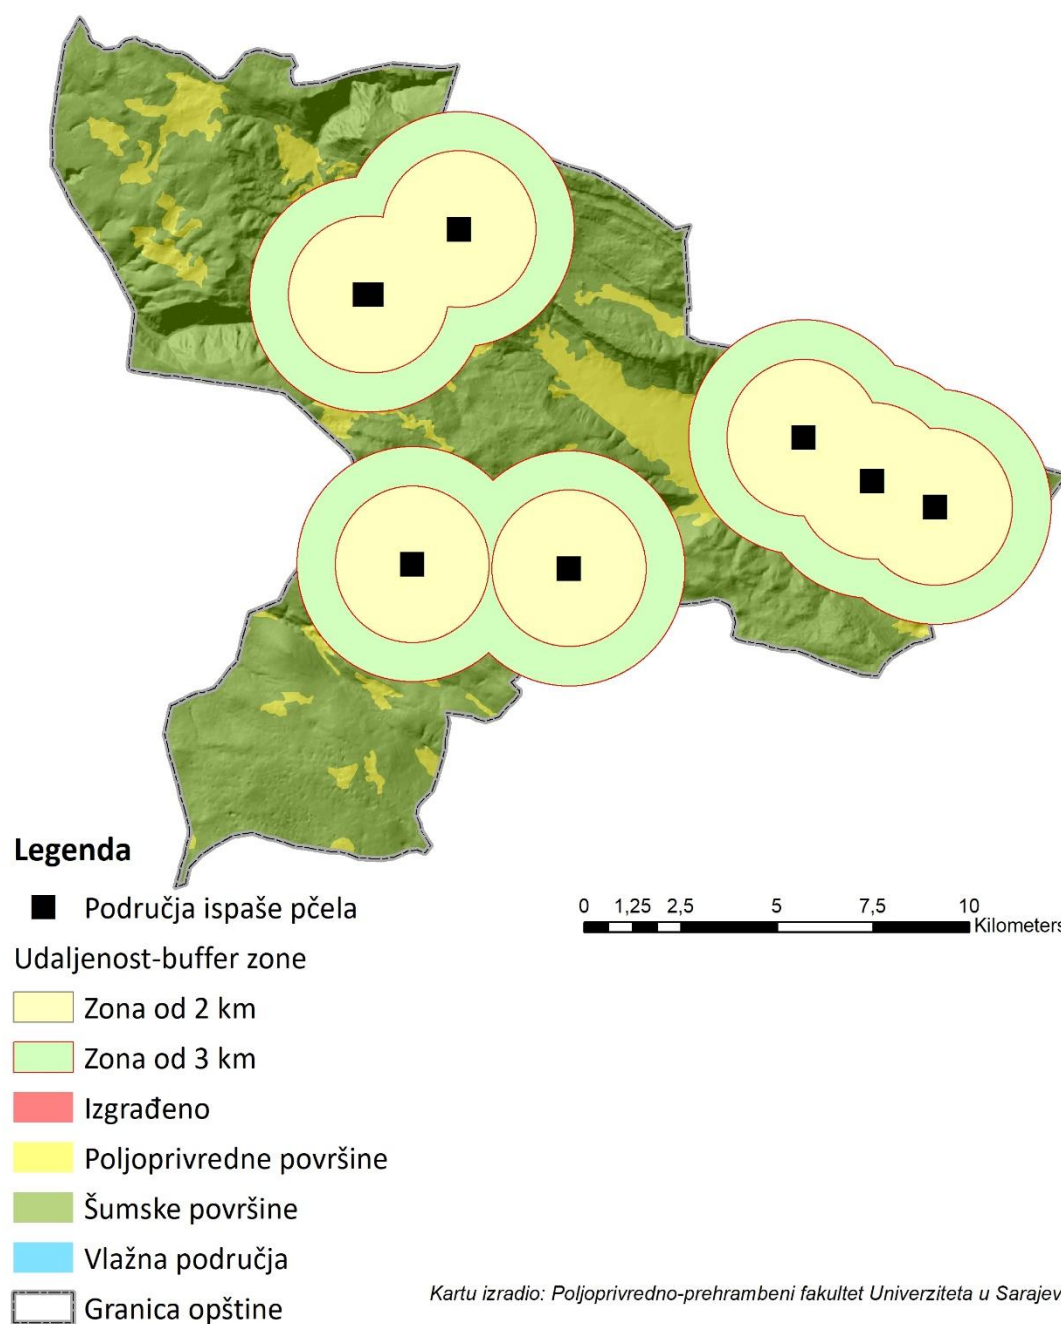 Legenda
Područja ispaše pčela
0 1,25 2,5 5 7,5 10
Kilometers
Udaljenost-buffer zone
Zona od 2 km
Zona od 3 km
Izgrađeno
Poljoprivredne površine
Šumske površine
Vlažna područja
Granica opštine
Kartu izradio: Poljoprivredno-prehrambeni fakultet Univerziteta u Sarajev